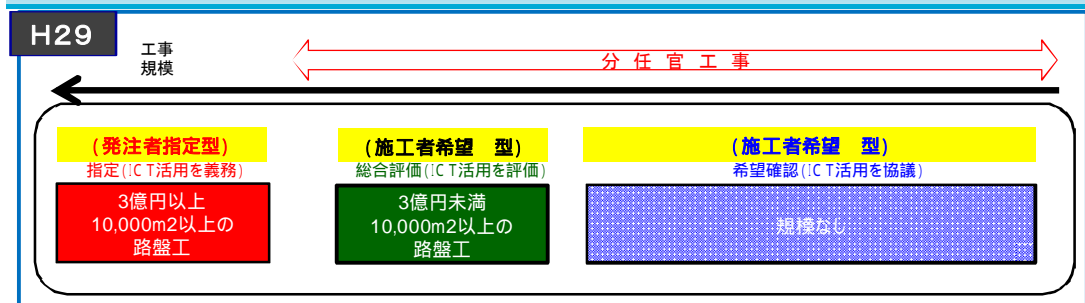 H29
工事
規模
分任官工事
(発注者指定型)
指定(ICT活用を義務)
3億円以上
10,000m2以上の
路盤工
(施工者希望 型)
総合評価(ICT活用を評価)
3億円未満
10,000m2以上の
路盤工
(施工者希望 型)
希望確認(ICT活用を協議)
規模なし